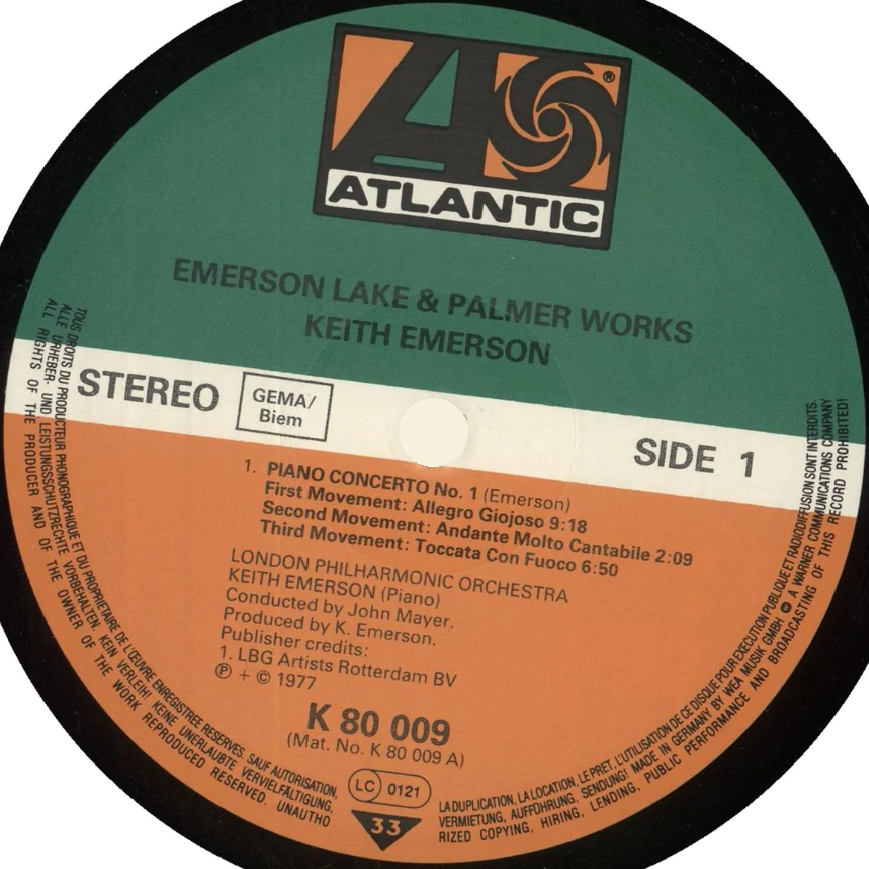 ®
ATLANTIC
EMERSON LAKE & PALMER WORKS
KEITH EMERSON
STEREO
GEMA/
Biem
SIDE 1
1. PIANO CONCERTO No. 1 (Emerson)
First Movement: Allegro Giojoso 9:18
Second Movement: Andante Molto Cantabile 2:09
Third Movement: Toccata Con Fuoco 6:50
LONDON PHILHARMONIC ORCHESTRA
KEITH EMERSON (Piano)
Conducted by John Mayer.
Produced by K. Emerson.
Publisher credits:
1. LBG Artists Rotterdam BV
℗ + © 1977
K 80 009
(Mat. No. K 80 009 A)
LC 0121
33
TOUS DROITS DU PRODUCTEUR PHONOGRAPHIQUE ET DU PROPRIETAIRE DE L'ŒUVRE ENREGISTREE RESERVES. SAUF AUTORISATION, LA DUPLICATION, LA LOCATION, LE PRET, L'UTILISATION DE CE DISQUE POUR EXECUTION PUBLIQUE ET RADIODIFFUSION SONT INTERDITS.
ALLE URHEBER- UND LEISTUNGSSCHUTZRECHTE VORBEHALTEN. KEIN VERLEIH! KEINE UNERLAUBTE VERVIELFÄLTIGUNG, VERMIETUNG, AUFFÜHRUNG, SENDUNG! MADE IN GERMANY BY WEA MUSIK GMBH A WARNER COMMUNICATIONS COMPANY
ALL RIGHTS OF THE PRODUCER AND OF THE OWNER OF THE WORK REPRODUCED RESERVED. UNAUTHORIZED COPYING, HIRING, LENDING, PUBLIC PERFORMANCE AND BROADCASTING OF THIS RECORD PROHIBITED!